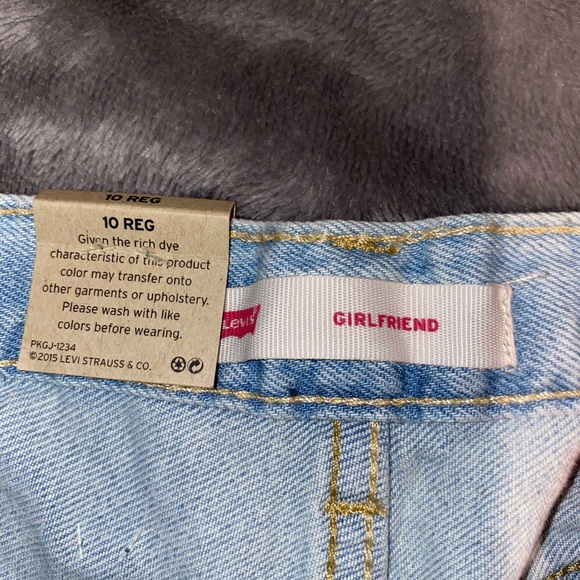 10 REG
10 REG
Given the rich dye
characteristic of this product
color may transfer onto
other garments or upholstery.
Please wash with like
colors before wearing.
PKGJ-1234
©2015 LEVI STRAUSS & CO.
Levi's
GIRLFRIEND